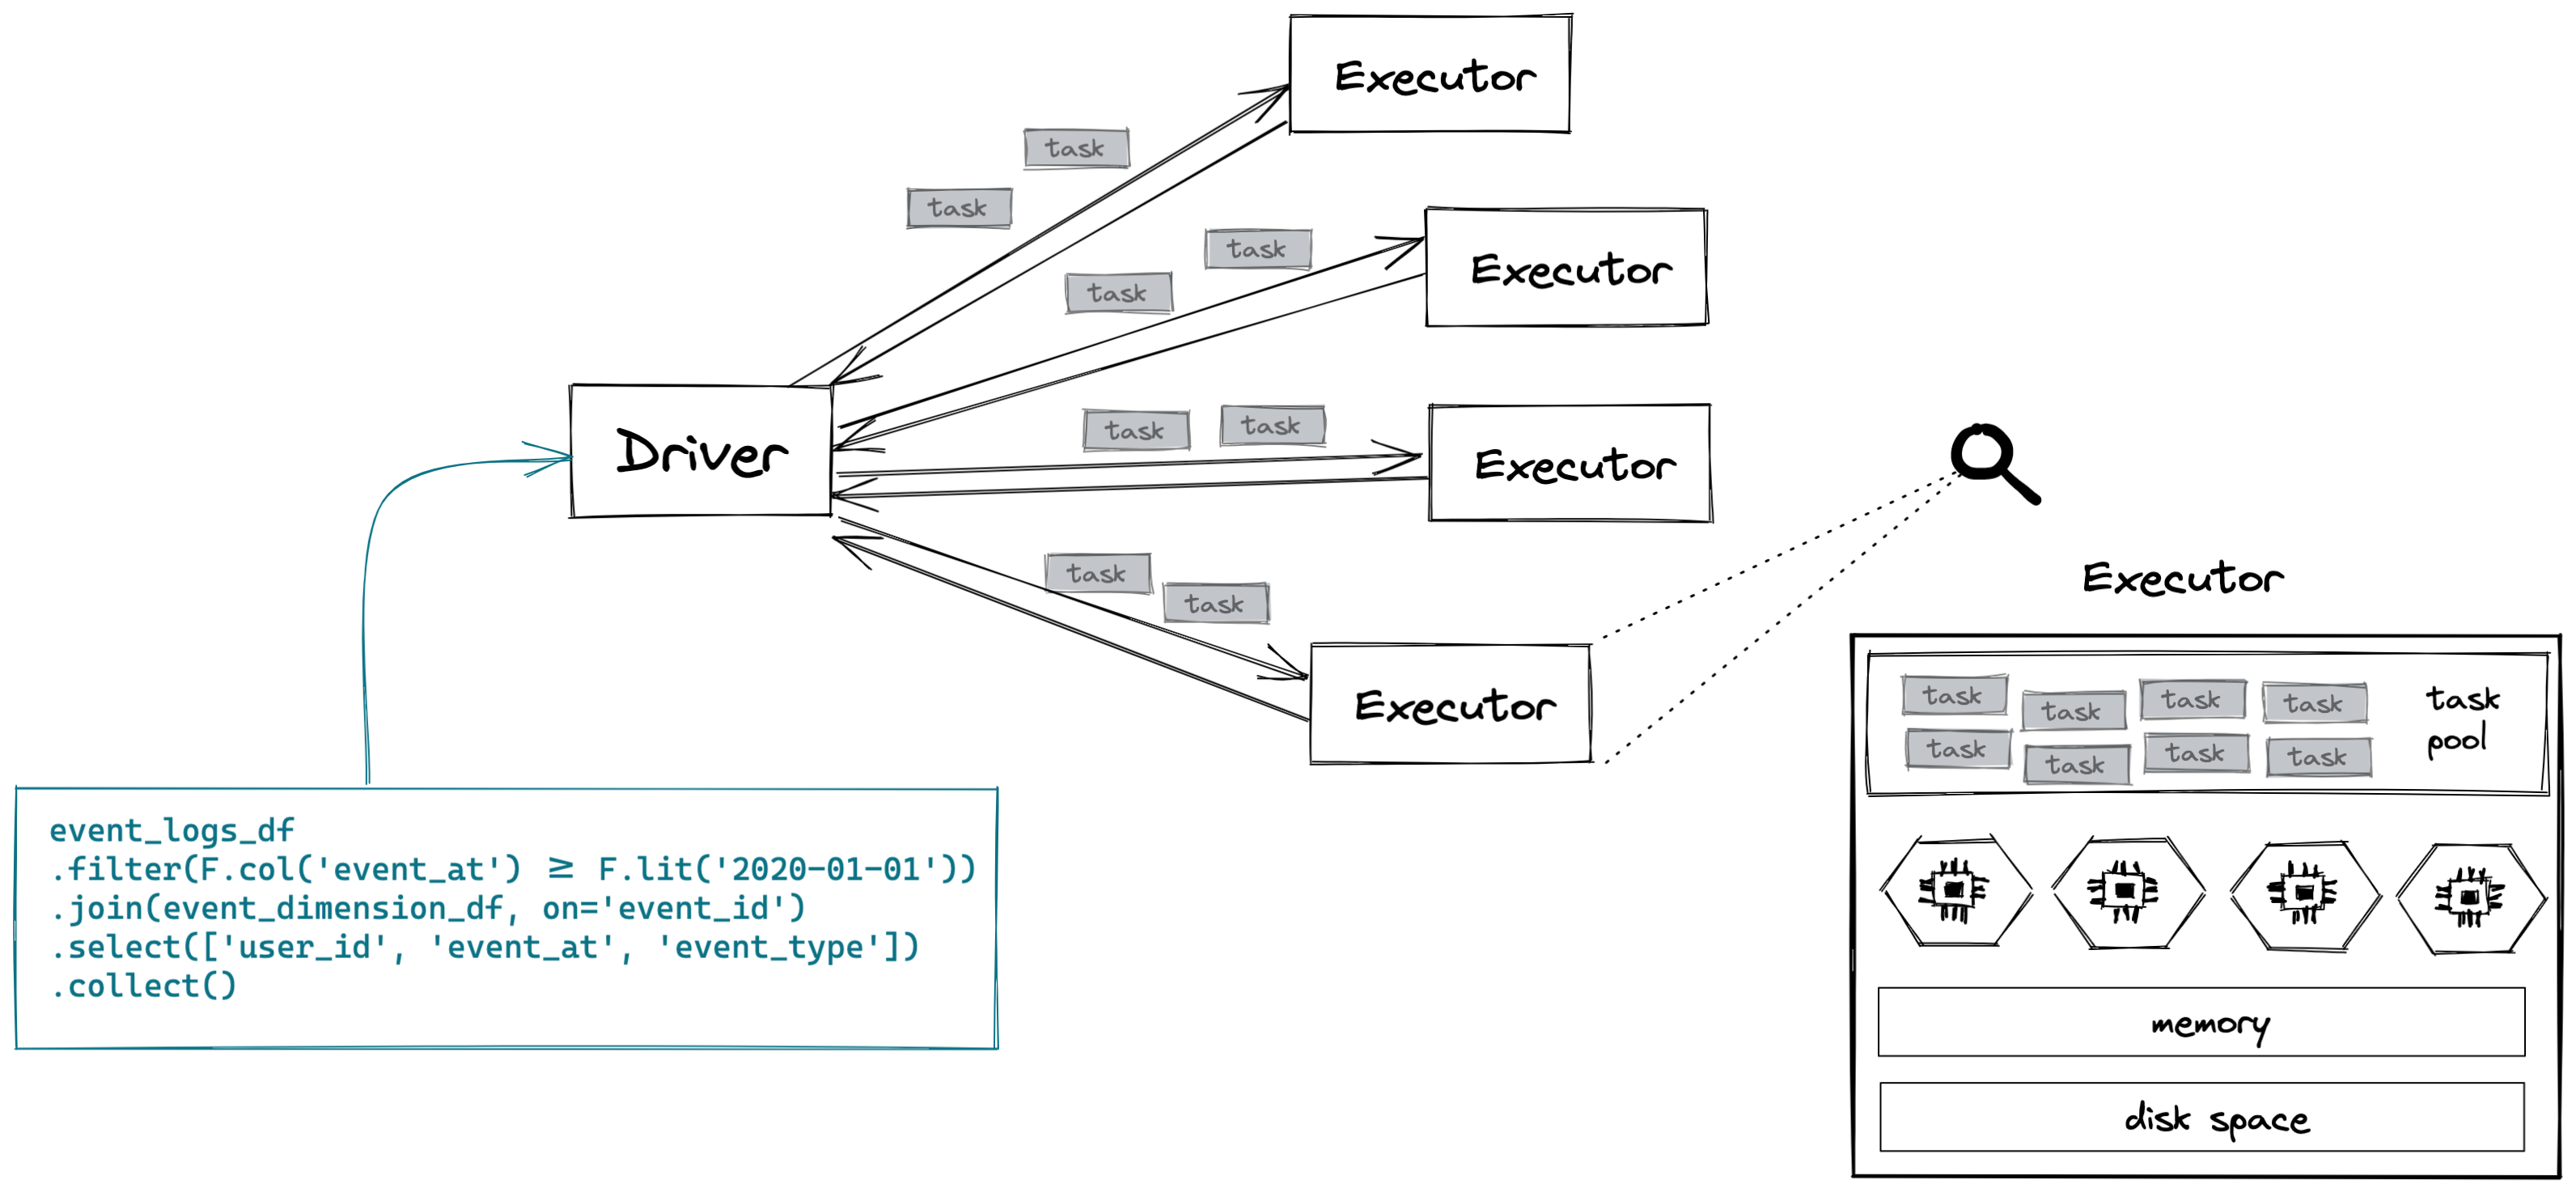 Executor
task
task
Executor
task
task
Driver
task
task
Executor
task
task
Executor
event_logs_df
.filter(F.col('event_at') ≥ F.lit('2020-01-01'))
.join(event_dimension_df, on='event_id')
.select(['user_id', 'event_at', 'event_type'])
.collect()
Executor
task task task task
task task task task
task
pool
memory
disk space